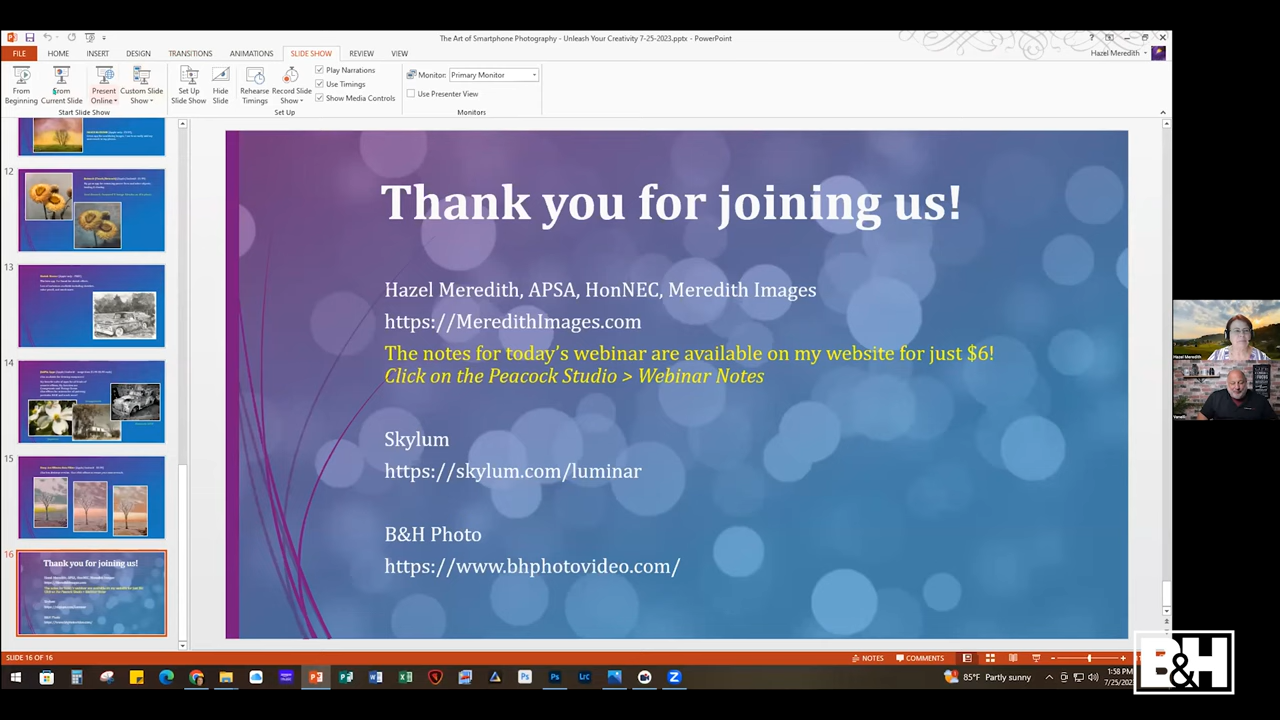 The Art of Smartphone Photography - Unleash Your Creativity 7-25-2023.pptx - PowerPoint
FILE HOME INSERT DESIGN TRANSITIONS ANIMATIONS SLIDE SHOW REVIEW VIEW
Hazel Meredith
From Beginning
From Current Slide
Present Online
Custom Slide Show
Set Up Slide Show
Hide Slide
Rehearse Timings
Record Slide Show
Play Narrations
Use Timings
Show Media Controls
Monitor: Primary Monitor
Use Presenter View
Start Slide Show
Set Up
Monitors
12
13
14
15
16
Thank you for joining us!
Thank you for joining us!
Hazel Meredith, APSA, HonNEC, Meredith Images
https://MeredithImages.com
The notes for today's webinar are available on my website for just $6!
Click on the Peacock Studio > Webinar Notes
Skylum
https://skylum.com/luminar
B&H Photo
https://www.bhphotovideo.com/
Hazel Meredith
SLIDE 16 OF 16
NOTES COMMENTS
85°F Partly sunny
1:58 PM
B&H